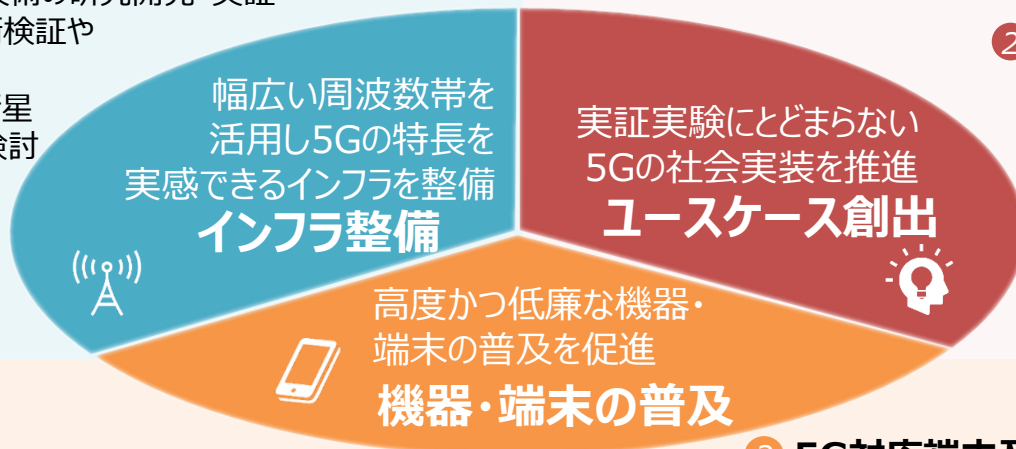 検証や
星
検討
幅広い周波数帯を
活用し5Gの特長を
実感できるインフラを整備
インフラ整備
2
実証実験にとどまらない
5Gの社会実装を推進
ユースケース創出
高度かつ低廉な機器・
端末の普及を促進
機器・端末の普及